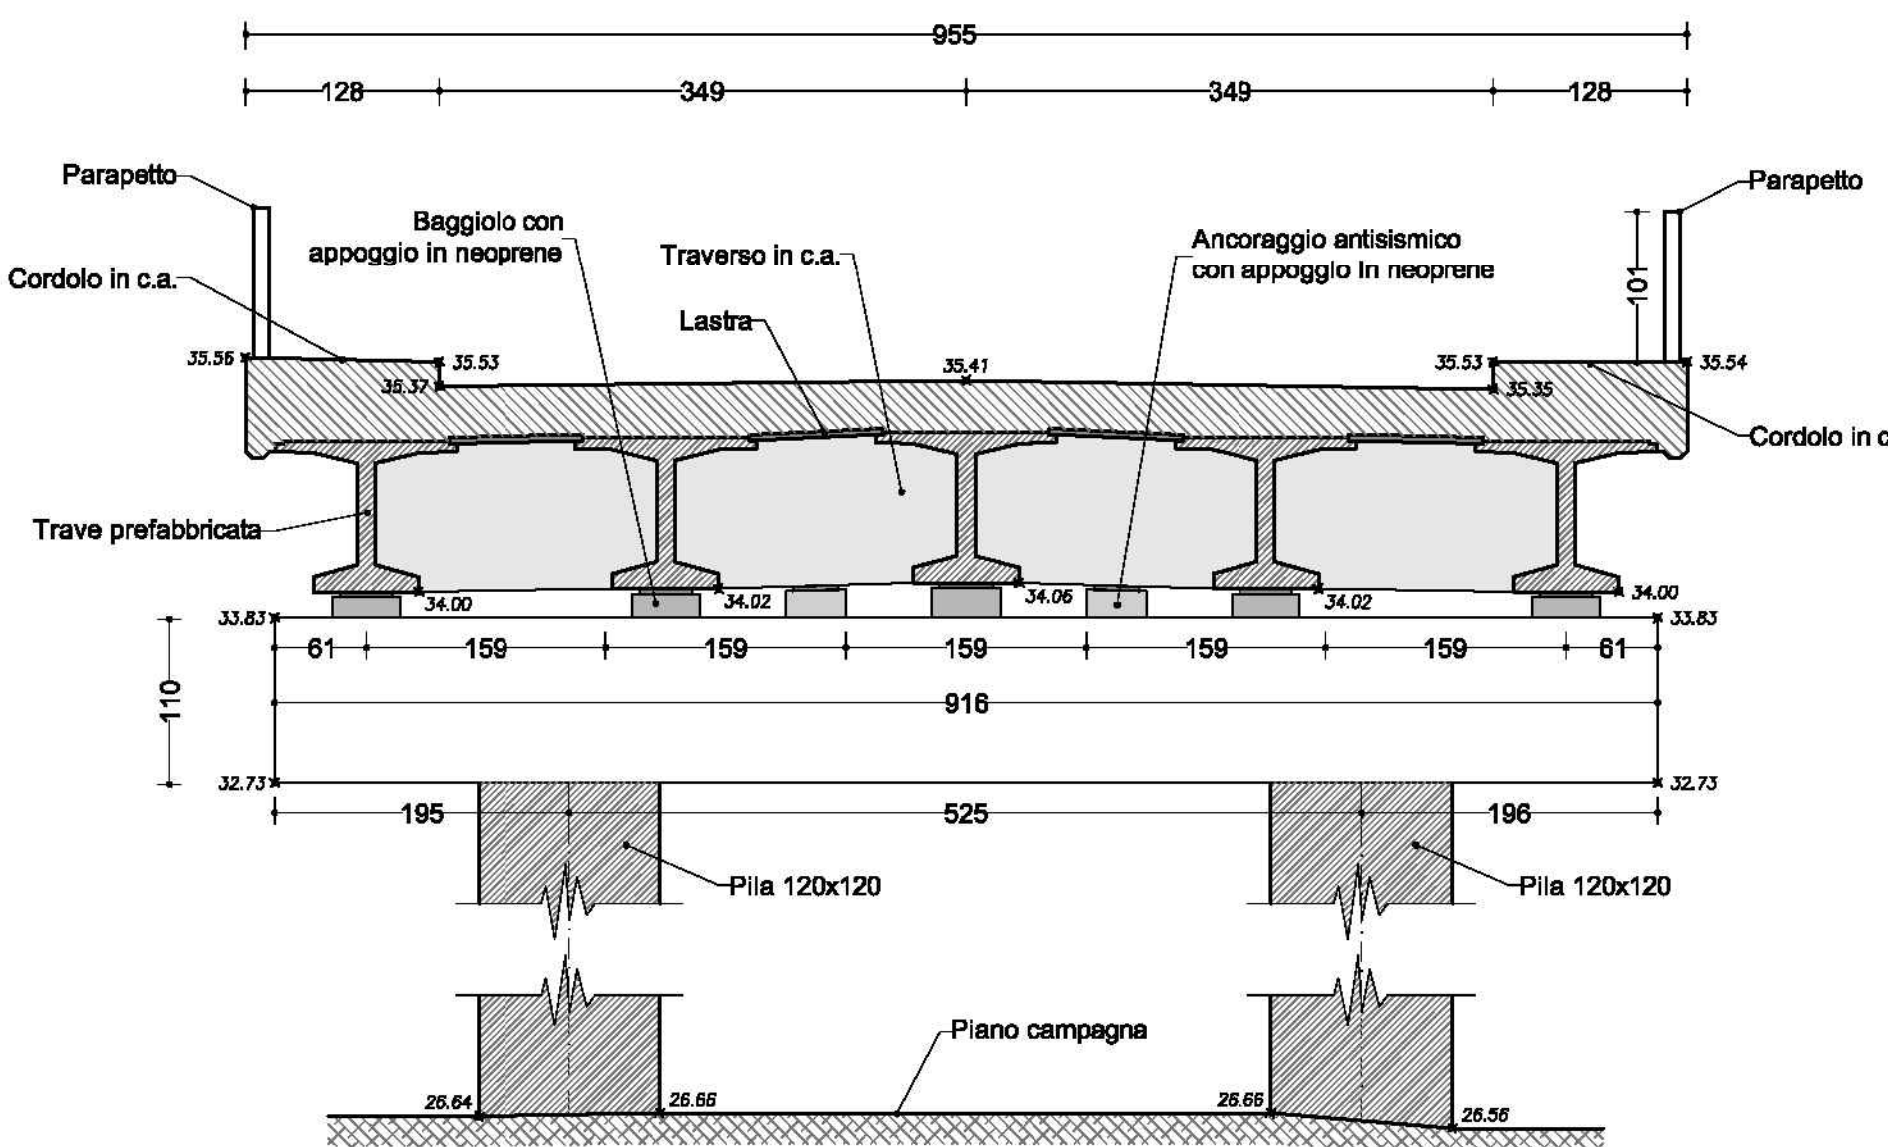 955
128 349 349 128
Parapetto
Parapetto
Baggiolo con
appoggio in neoprene
Traverso in c.a.
Ancoraggio antisismico
con appoggio in neoprene
Cordolo in c.a.
101
Lastra
35.56
35.53
35.37
35.41
35.53
35.35
35.54
Cordolo in c
Trave prefabbricata
34.00
34.02
34.06
34.02
34.00
33.83
33.83
61 159 159 159 159 159 61
110
916
32.73
32.73
195 525 196
Pila 120x120
Pila 120x120
Piano campagna
26.64
26.66
26.66
26.56